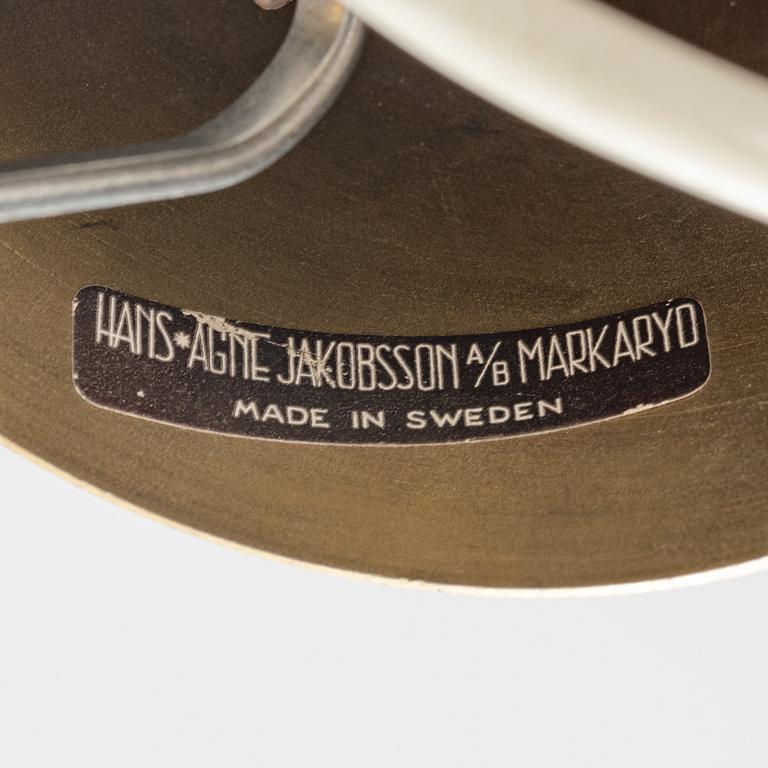 HANS*AGNE JAKOBSSON A/B MARKARYD
MADE IN SWEDEN